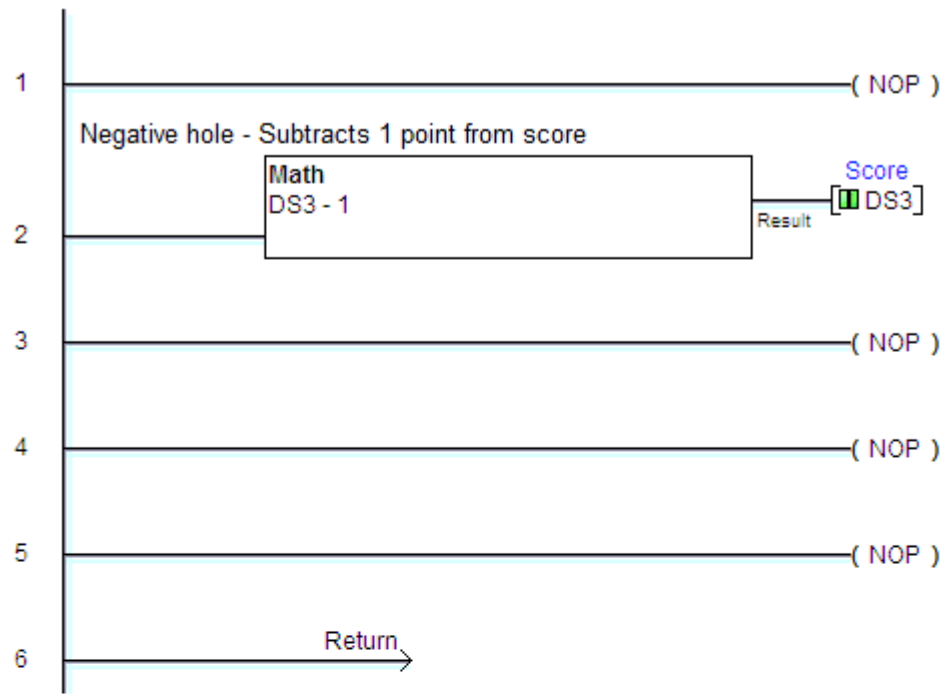 1 ( NOP )
Negative hole - Subtracts 1 point from score
Math
DS3 - 1
Score
DS3
Result
2
3 ( NOP )
4 ( NOP )
5 ( NOP )
Return
6